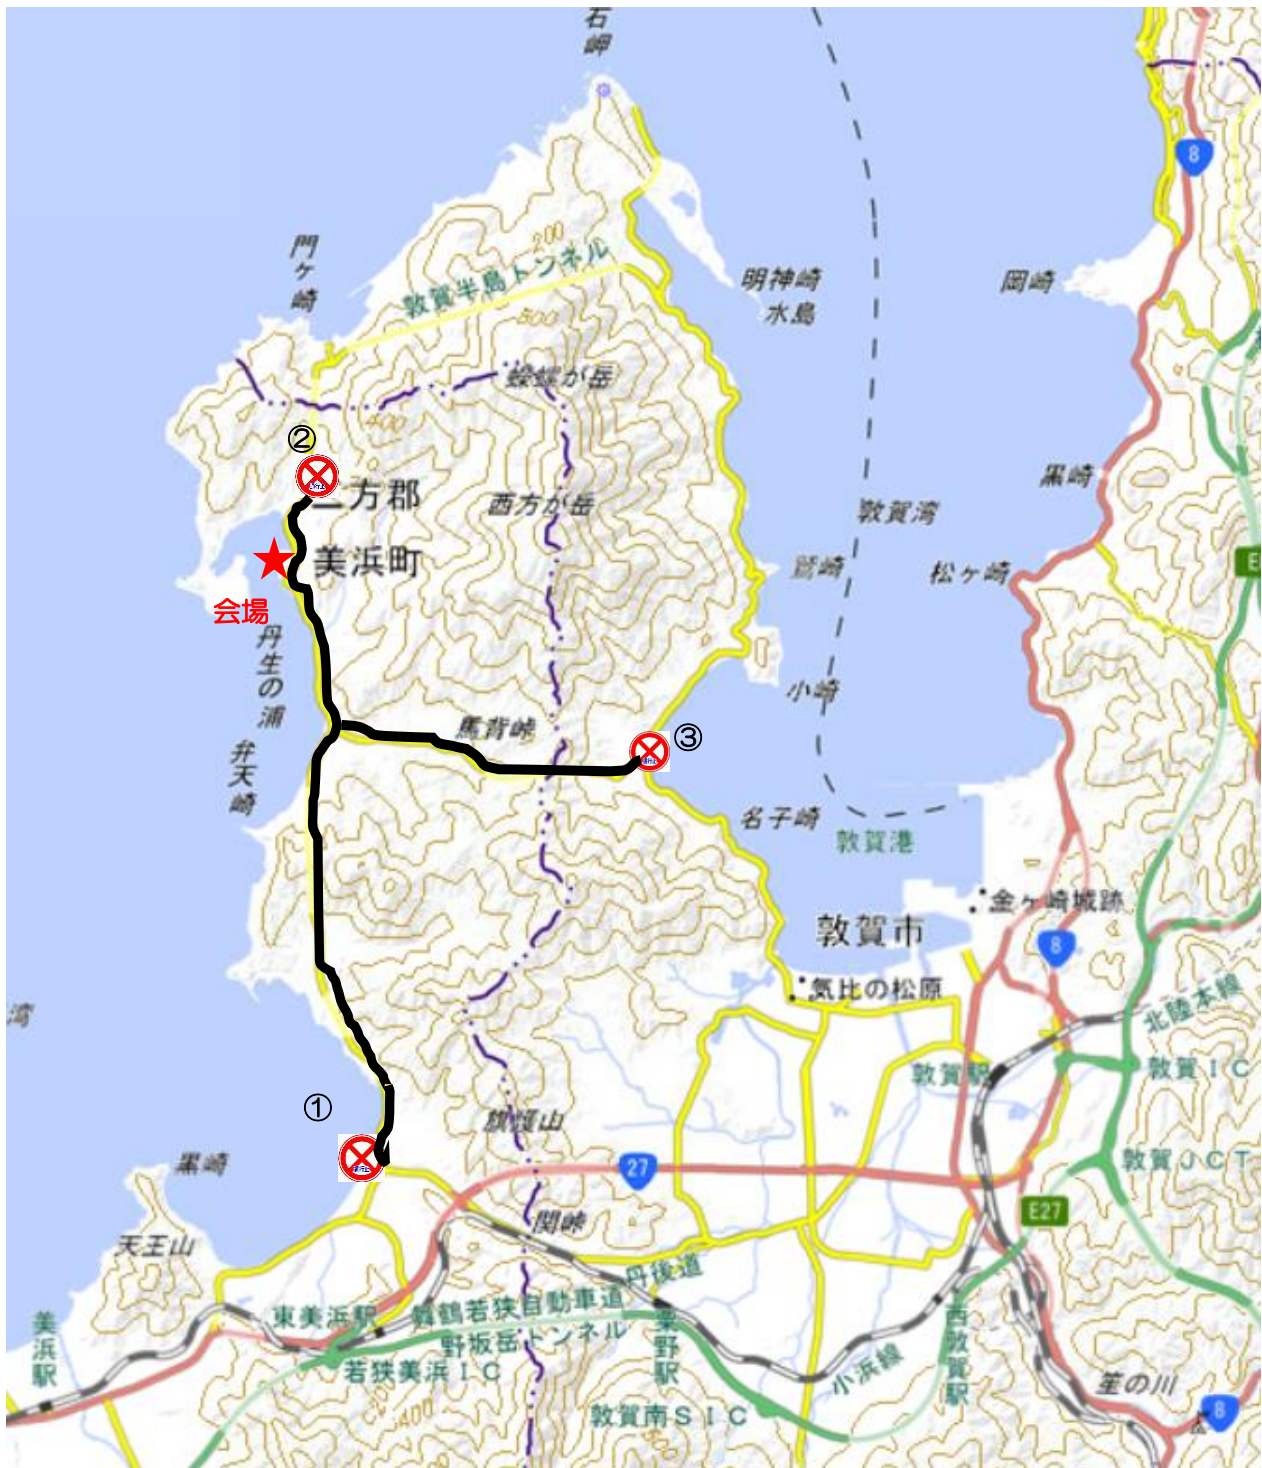 石岬
8
門ヶ崎
200
敦賀半島トンネル
明神崎
水島
岡崎
500
蠑螺が岳
400
②
三方郡
西方が岳
黒崎
敦賀湾
美浜町
鷲崎
松ヶ崎
会場
丹生の浦
小崎
馬背峠
③
弁天崎
名子崎
敦賀港
金ヶ崎城跡
敦賀市
8
気比の松原
湾
北陸本線
敦賀駅
敦賀IC
①
旗護山
黒崎
27
敦賀JCT
E27
関峠
天王山
丹後道
東美浜駅
舞鶴若狭自動車道
美浜駅
野坂岳トンネル
粟野駅
西敦賀駅
若狭美浜IC
小浜線
笙の川
400
敦賀南SIC
8